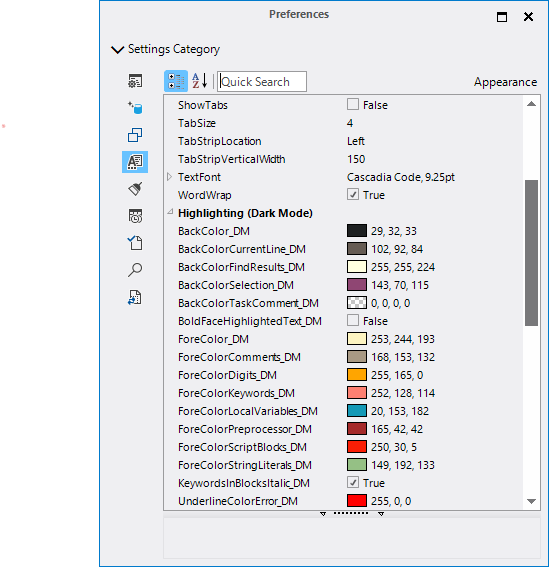 Preferences
Settings Category
A Z Quick Search Appearance
ShowTabs False
TabSize 4
TabStripLocation Left
TabStripVerticalWidth 150
TextFont Cascadia Code, 9.25pt
WordWrap True
Highlighting (Dark Mode)
BackColor_DM 29, 32, 33
BackColorCurrentLine_DM 102, 92, 84
BackColorFindResults_DM 255, 255, 224
BackColorSelection_DM 143, 70, 115
BackColorTaskComment_DM 0, 0, 0, 0
BoldFaceHighlightedText_DM False
ForeColor_DM 253, 244, 193
ForeColorComments_DM 168, 153, 132
ForeColorDigits_DM 255, 165, 0
ForeColorKeywords_DM 252, 128, 114
ForeColorLocalVariables_DM 20, 153, 182
ForeColorPreprocessor_DM 165, 42, 42
ForeColorScriptBlocks_DM 250, 30, 5
ForeColorStringLiterals_DM 149, 192, 133
KeywordsInBlocksItalic_DM True
UnderlineColorError_DM 255, 0, 0